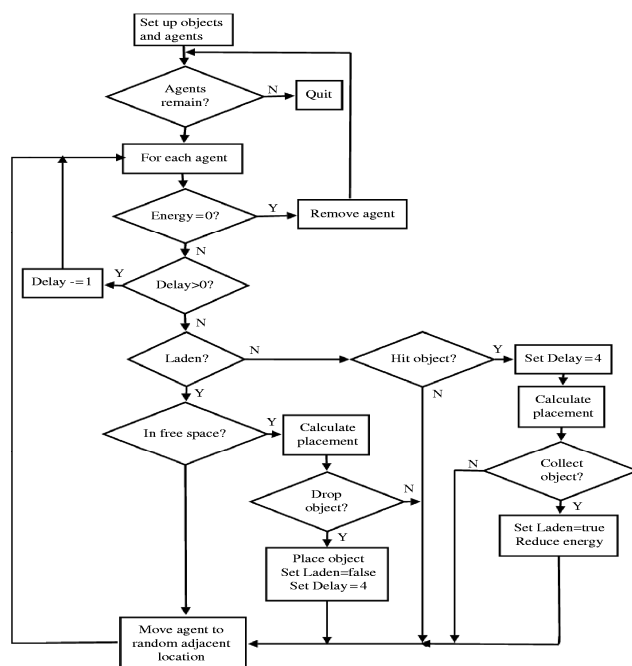 Set up objects
and agents
Agents
remain?
N
Quit
For each agent
Energy=0?
Y
Remove agent
N
Delay -=1
Y
Delay>0?
N
Laden?
N
Hit object?
Y
Set Delay=4
Y
N
Calculate
placement
In free space?
Y
Calculate
placement
N
Collect
object?
Drop
object?
N
Y
Set Laden=true
Reduce energy
Y
Place object
Set Laden=false
Set Delay=4
Move agent to
random adjacent
location